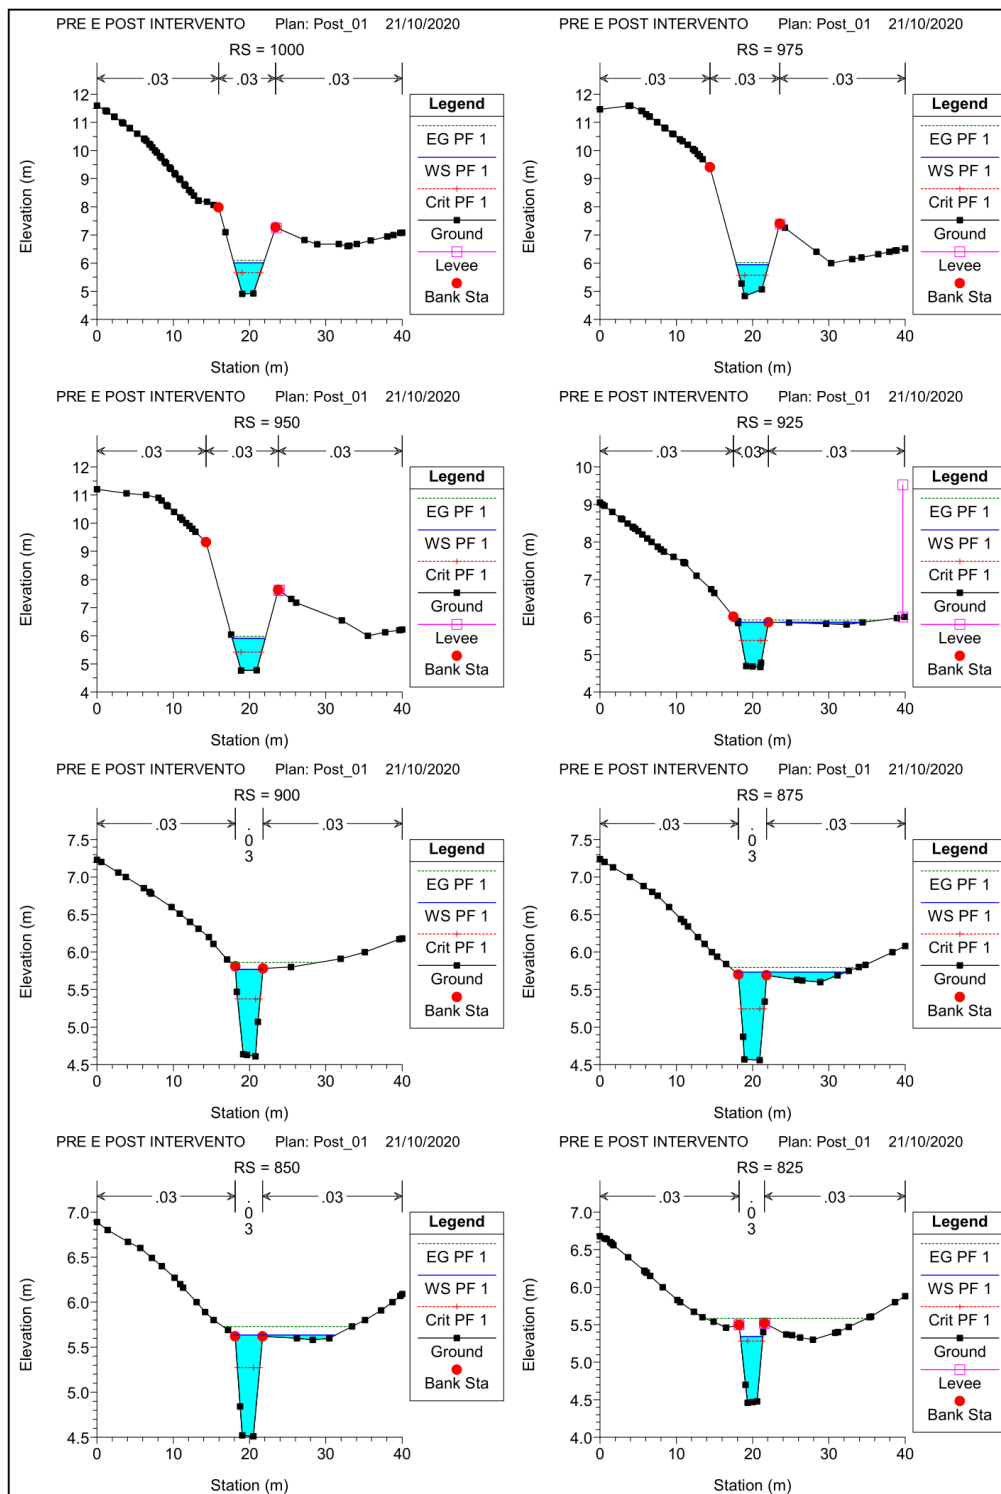 PRE E POST INTERVENTO Plan: Post_01 21/10/2020
RS = 1000
.03 .03 .03
12
11
10
9
8
7
6
5
4
Elevation (m)
0 10 20 30 40
Station (m)
Legend
EG PF 1
WS PF 1
Crit PF 1
Ground
Levee
Bank Sta
PRE E POST INTERVENTO Plan: Post_01 21/10/2020
RS = 975
.03 .03 .03
12
11
10
9
8
7
6
5
4
Elevation (m)
0 10 20 30 40
Station (m)
Legend
EG PF 1
WS PF 1
Crit PF 1
Ground
Levee
Bank Sta
PRE E POST INTERVENTO Plan: Post_01 21/10/2020
RS = 950
.03 .03 .03
12
11
10
9
8
7
6
5
4
Elevation (m)
0 10 20 30 40
Station (m)
Legend
EG PF 1
WS PF 1
Crit PF 1
Ground
Levee
Bank Sta
PRE E POST INTERVENTO Plan: Post_01 21/10/2020
RS = 925
.03 .03 .03
10
9
8
7
6
5
4
Elevation (m)
0 10 20 30 40
Station (m)
Legend
EG PF 1
WS PF 1
Crit PF 1
Ground
Levee
Bank Sta
PRE E POST INTERVENTO Plan: Post_01 21/10/2020
RS = 900
.03 .03 .03
7.5
7.0
6.5
6.0
5.5
5.0
4.5
Elevation (m)
0 10 20 30 40
Station (m)
Legend
EG PF 1
WS PF 1
Crit PF 1
Ground
Bank Sta
PRE E POST INTERVENTO Plan: Post_01 21/10/2020
RS = 875
.03 .03 .03
7.5
7.0
6.5
6.0
5.5
5.0
4.5
Elevation (m)
0 10 20 30 40
Station (m)
Legend
EG PF 1
WS PF 1
Crit PF 1
Ground
Bank Sta
PRE E POST INTERVENTO Plan: Post_01 21/10/2020
RS = 850
.03 .03 .03
7.0
6.5
6.0
5.5
5.0
4.5
Elevation (m)
0 10 20 30 40
Station (m)
Legend
EG PF 1
WS PF 1
Crit PF 1
Ground
Bank Sta
PRE E POST INTERVENTO Plan: Post_01 21/10/2020
RS = 825
.03 .03 .03
7.0
6.5
6.0
5.5
5.0
4.5
4.0
Elevation (m)
0 10 20 30 40
Station (m)
Legend
EG PF 1
WS PF 1
Crit PF 1
Ground
Levee
Bank Sta